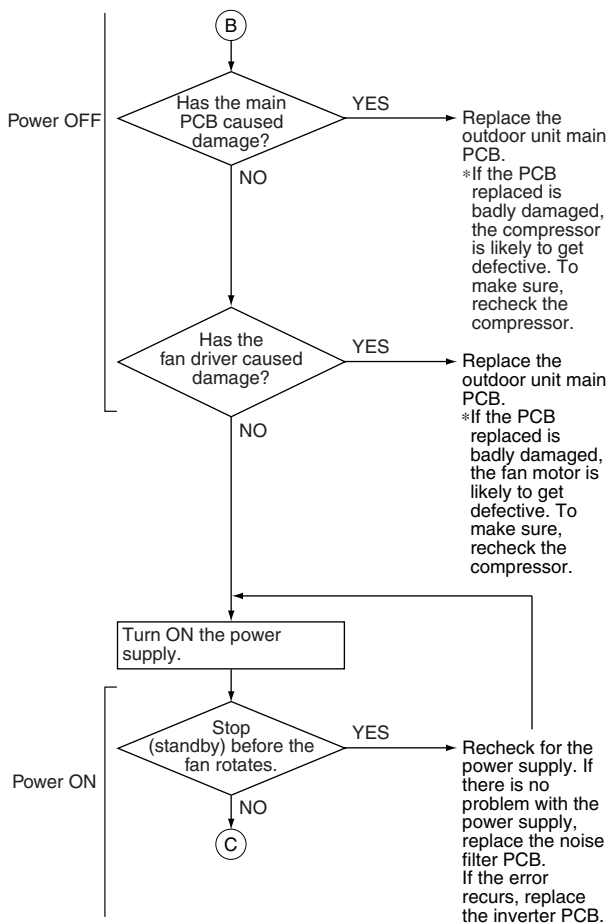 B
Power OFF
Has the main
PCB caused
damage?
YES
Replace the
outdoor unit main
PCB.
*If the PCB
replaced is
badly damaged,
the compressor
is likely to get
defective. To
make sure,
recheck the
compressor.
NO
Has the
fan driver caused
damage?
YES
Replace the
outdoor unit main
PCB.
*If the PCB
replaced is
badly damaged,
the fan motor is
likely to get
defective. To
make sure,
recheck the
compressor.
NO
Turn ON the power
supply.
Power ON
Stop
(standby) before the
fan rotates.
YES
Recheck for the
power supply. If
there is no
problem with the
power supply,
replace the noise
filter PCB.
If the error
recurs, replace
the inverter PCB.
NO
C